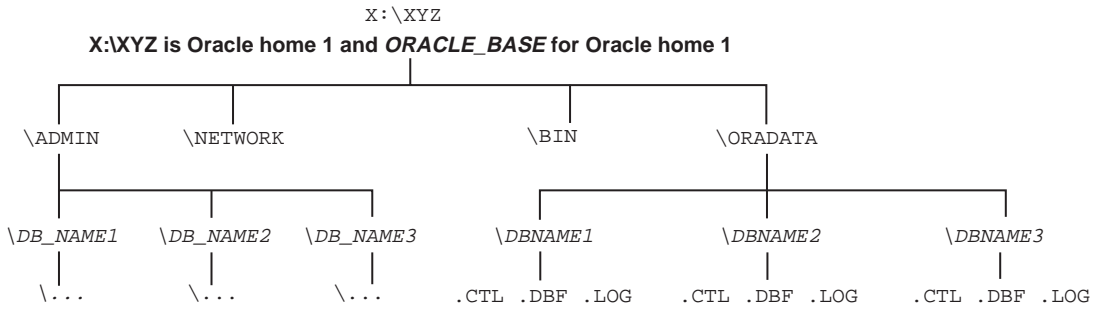 X:\XYZ
X:\XYZ is Oracle home 1 and ORACLE_BASE for Oracle home 1
\ADMIN \NETWORK \BIN \ORADATA
\DB_NAME1 \DB_NAME2 \DB_NAME3 \DBNAME1 \DBNAME2 \DBNAME3
\... \... \... .CTL .DBF .LOG .CTL .DBF .LOG .CTL .DBF .LOG